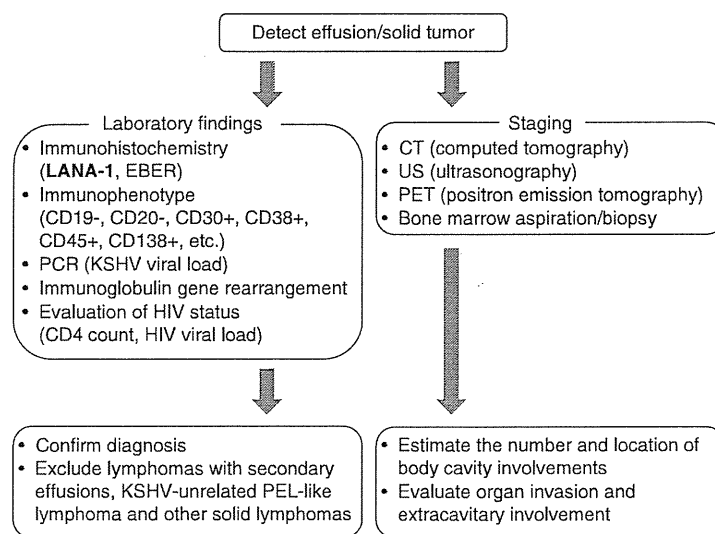 Detect effusion/solid tumor
Laboratory findings
• Immunohistochemistry
(LANA-1, EBER)
• Immunophenotype
(CD19-, CD20-, CD30+, CD38+,
CD45+, CD138+, etc.)
• PCR (KSHV viral load)
• Immunoglobulin gene rearrangement
• Evaluation of HIV status
(CD4 count, HIV viral load)
Staging
• CT (computed tomography)
• US (ultrasonography)
• PET (positron emission tomography)
• Bone marrow aspiration/biopsy
• Confirm diagnosis
• Exclude lymphomas with secondary
effusions, KSHV-unrelated PEL-like
lymphoma and other solid lymphomas
• Estimate the number and location of
body cavity involvements
• Evaluate organ invasion and
extracavitary involvement